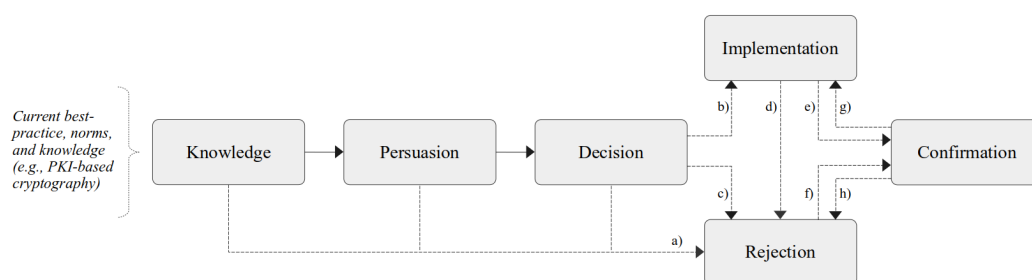 Implementation
Current best-
practice, norms,
and knowledge
(e.g., PKI-based
cryptography)
b)
d)
e)
g)
Knowledge
Persuasion
Decision
Confirmation
c)
f)
h)
a)
Rejection